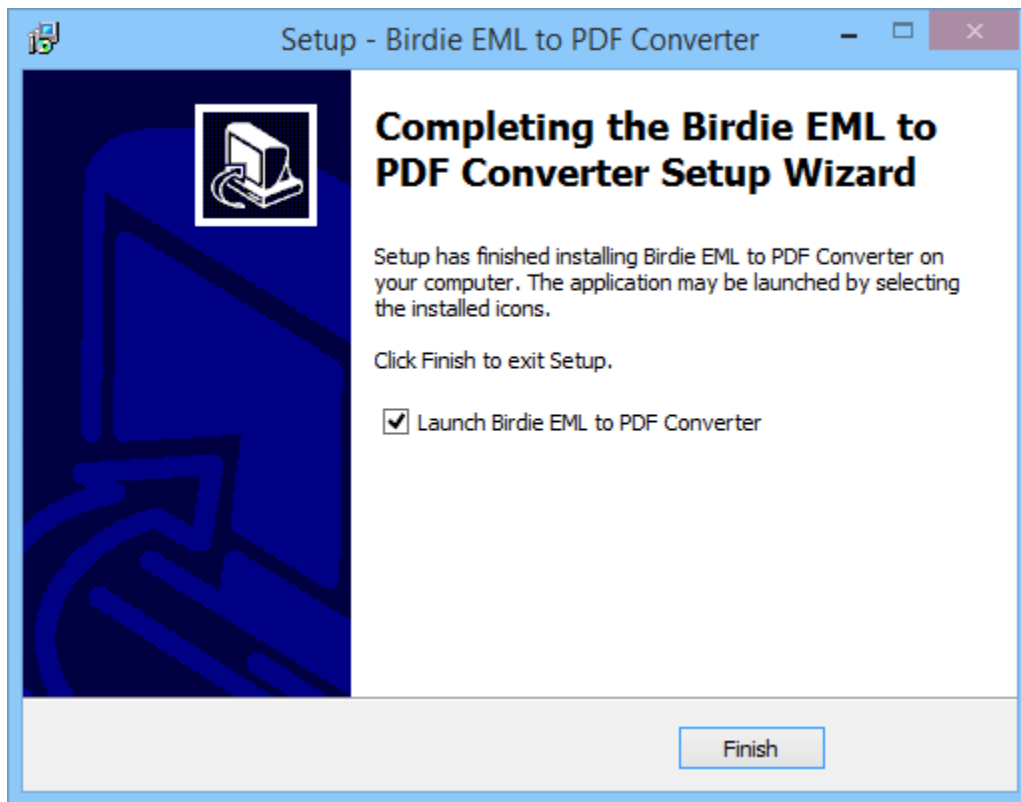 Setup - Birdie EML to PDF Converter
Completing the Birdie EML to
PDF Converter Setup Wizard
Setup has finished installing Birdie EML to PDF Converter on
your computer. The application may be launched by selecting
the installed icons.
Click Finish to exit Setup.
Launch Birdie EML to PDF Converter
Finish